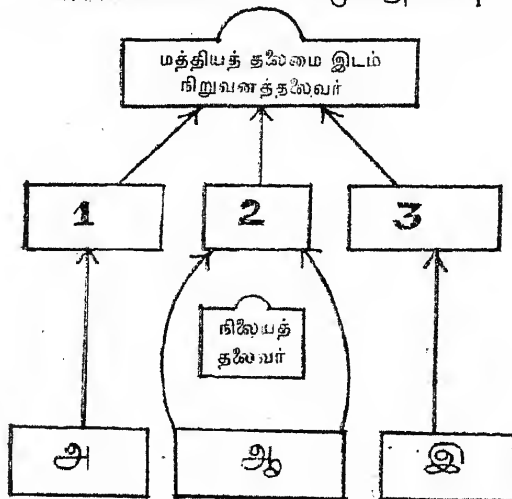 மத்தியத் தலைமை இடம்
நிறுவனத்தலைவர்
1 2 3
நிலையத்
தலைவர்
அ ஆ இ